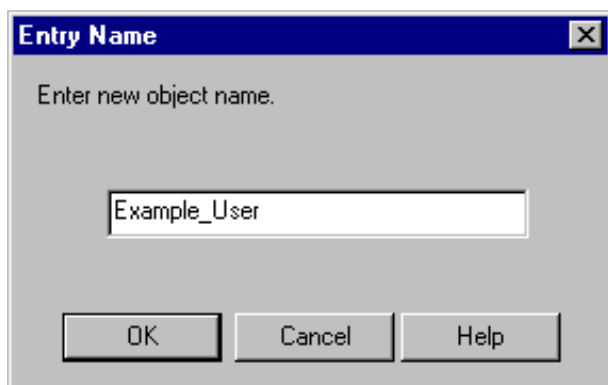 Entry Name
Enter new object name.
Example_User
OK Cancel Help